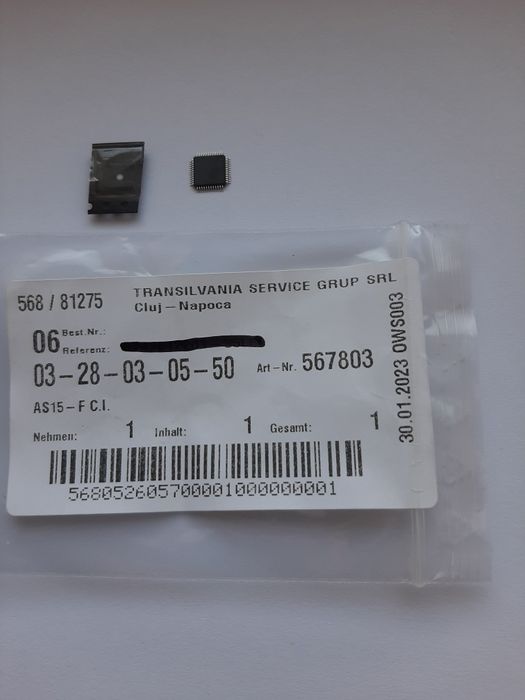 568 / 81275
TRANSILVANIA SERVICE GRUP SRL
Cluj - Napoca
06 Best.Nr.:
Referenz:
03-28-03-05-50
Art-Nr. 567803
AS15-F C.I.
Nehmen: 1 Inhalt: 1 Gesamt: 1
5680526057000001000000001
30.01.2023 OWS003